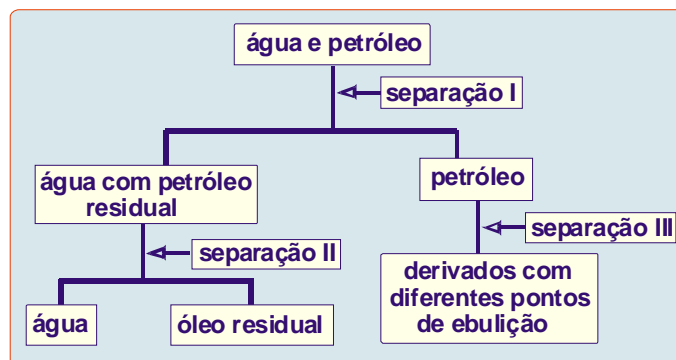 água e petróleo
separação I
água com petróleo
residual
petróleo
separação II
separação III
água
óleo residual
derivados com
diferentes pontos
de ebulição